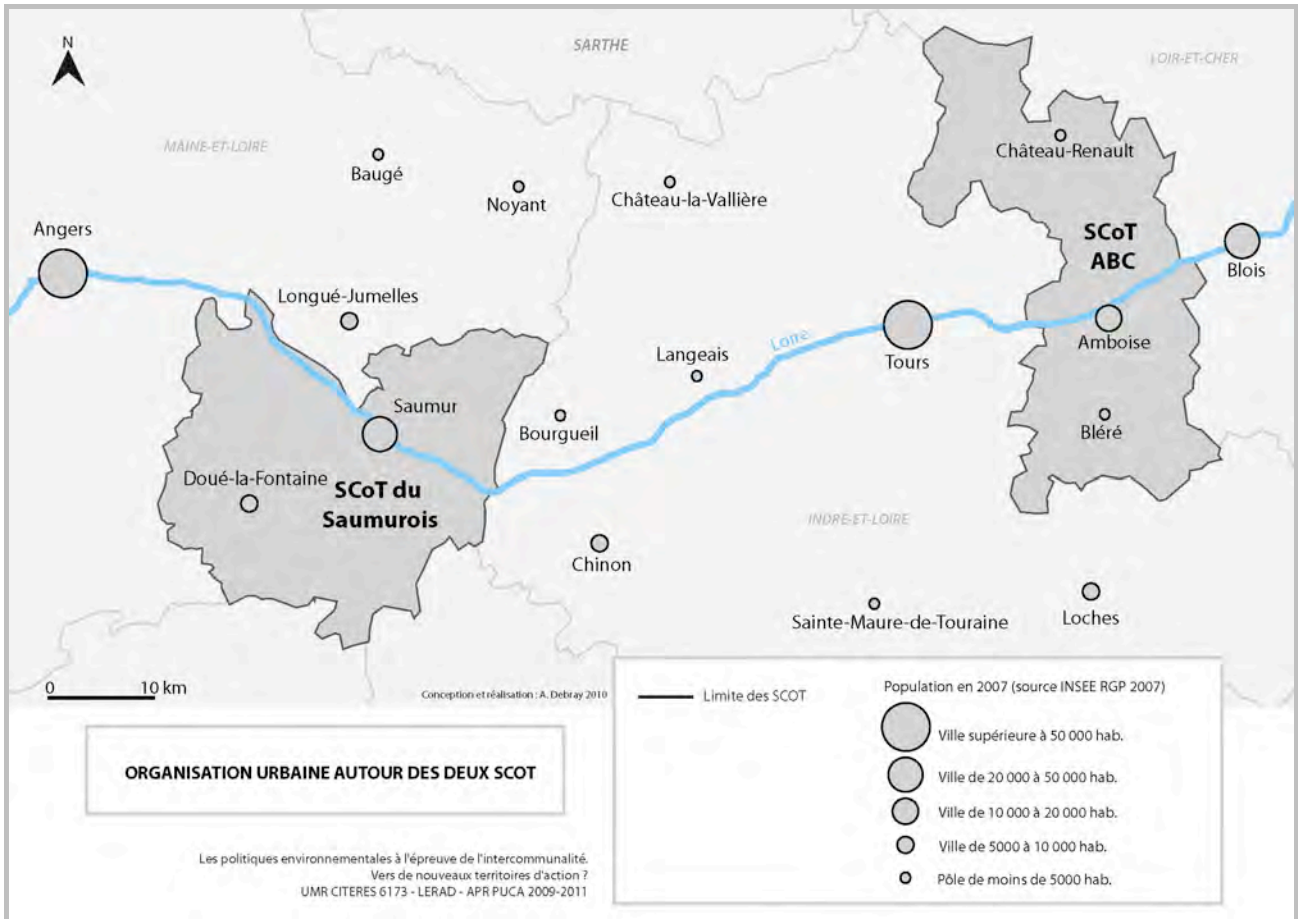 N
SARTHE
LOIR-ET-CHER
MAINE-ET-LOIRE
Château-Renault
Baugé
Noyant
Château-la-Vallière
Angers
SCoT
ABC
Blois
Longué-Jumelles
Loire
Langeais
Tours
Amboise
Saumur
Bourgueil
Bléré
Doué-la-Fontaine
SCoT du
Saumurois
INDRE-ET-LOIRE
Chinon
Sainte-Maure-de-Touraine
Loches
0 10 km
Conception et réalisation : A. Debray 2010
Limite des SCOT
Population en 2007 (source INSEE RGP 2007)
Ville supérieure à 50 000 hab.
Ville de 20 000 à 50 000 hab.
Ville de 10 000 à 20 000 hab.
Ville de 5000 à 10 000 hab.
Pôle de moins de 5000 hab.
ORGANISATION URBAINE AUTOUR DES DEUX SCOT
Les politiques environnementales à l'épreuve de l'intercommunalité.
Vers de nouveaux territoires d'action ?
UMR CITERES 6173 - LERAD - APR PUCA 2009-2011